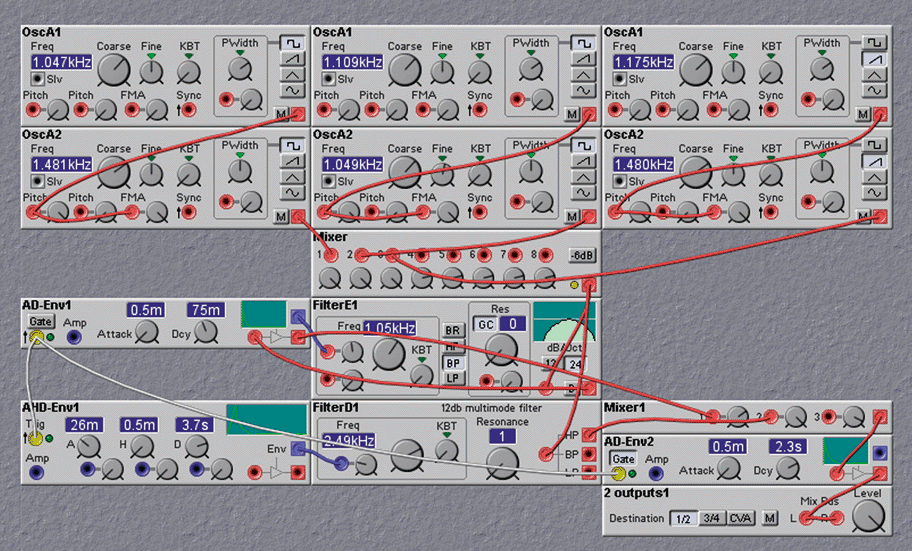 OscA1 OscA1 OscA1
Freq Coarse Fine KBT PWidth Freq Coarse Fine KBT PWidth Freq Coarse Fine KBT PWidth
1.047kHz 1.109kHz 1.175kHz
Slv Slv Slv
Pitch Pitch FMA Sync Pitch Pitch FMA Sync Pitch Pitch FMA Sync
M M M
OscA2 OscA2 OscA2
Freq Coarse Fine KBT PWidth Freq Coarse Fine KBT PWidth Freq Coarse Fine KBT PWidth
1.481kHz 1.049kHz 1.480kHz
Slv Slv Slv
Pitch Pitch FMA Sync Pitch Pitch FMA Sync Pitch Pitch FMA Sync
M M M
Mixer
1 2 3 4 5 6 7 8 -6dB
AD-Env1 0.5m 75m
Gate Amp Attack Dcy
FilterE1 Res
Freq 1.05kHz GC 0
BR
KBT HP BP LP
dB/Oct
12 24
B
AHD-Env1
Trig 26m 0.5m 3.7s
A H D
Amp Env
FilterD1 12db multimode filter
Freq KBT Resonance
2.49kHz 1
HP
BP
LP
Mixer1 1 2 3
AD-Env2 0.5m 2.3s
Gate Amp Attack Dcy
2 outputs1 Mix Bus Level
Destination 1/2 3/4 CVA M L R